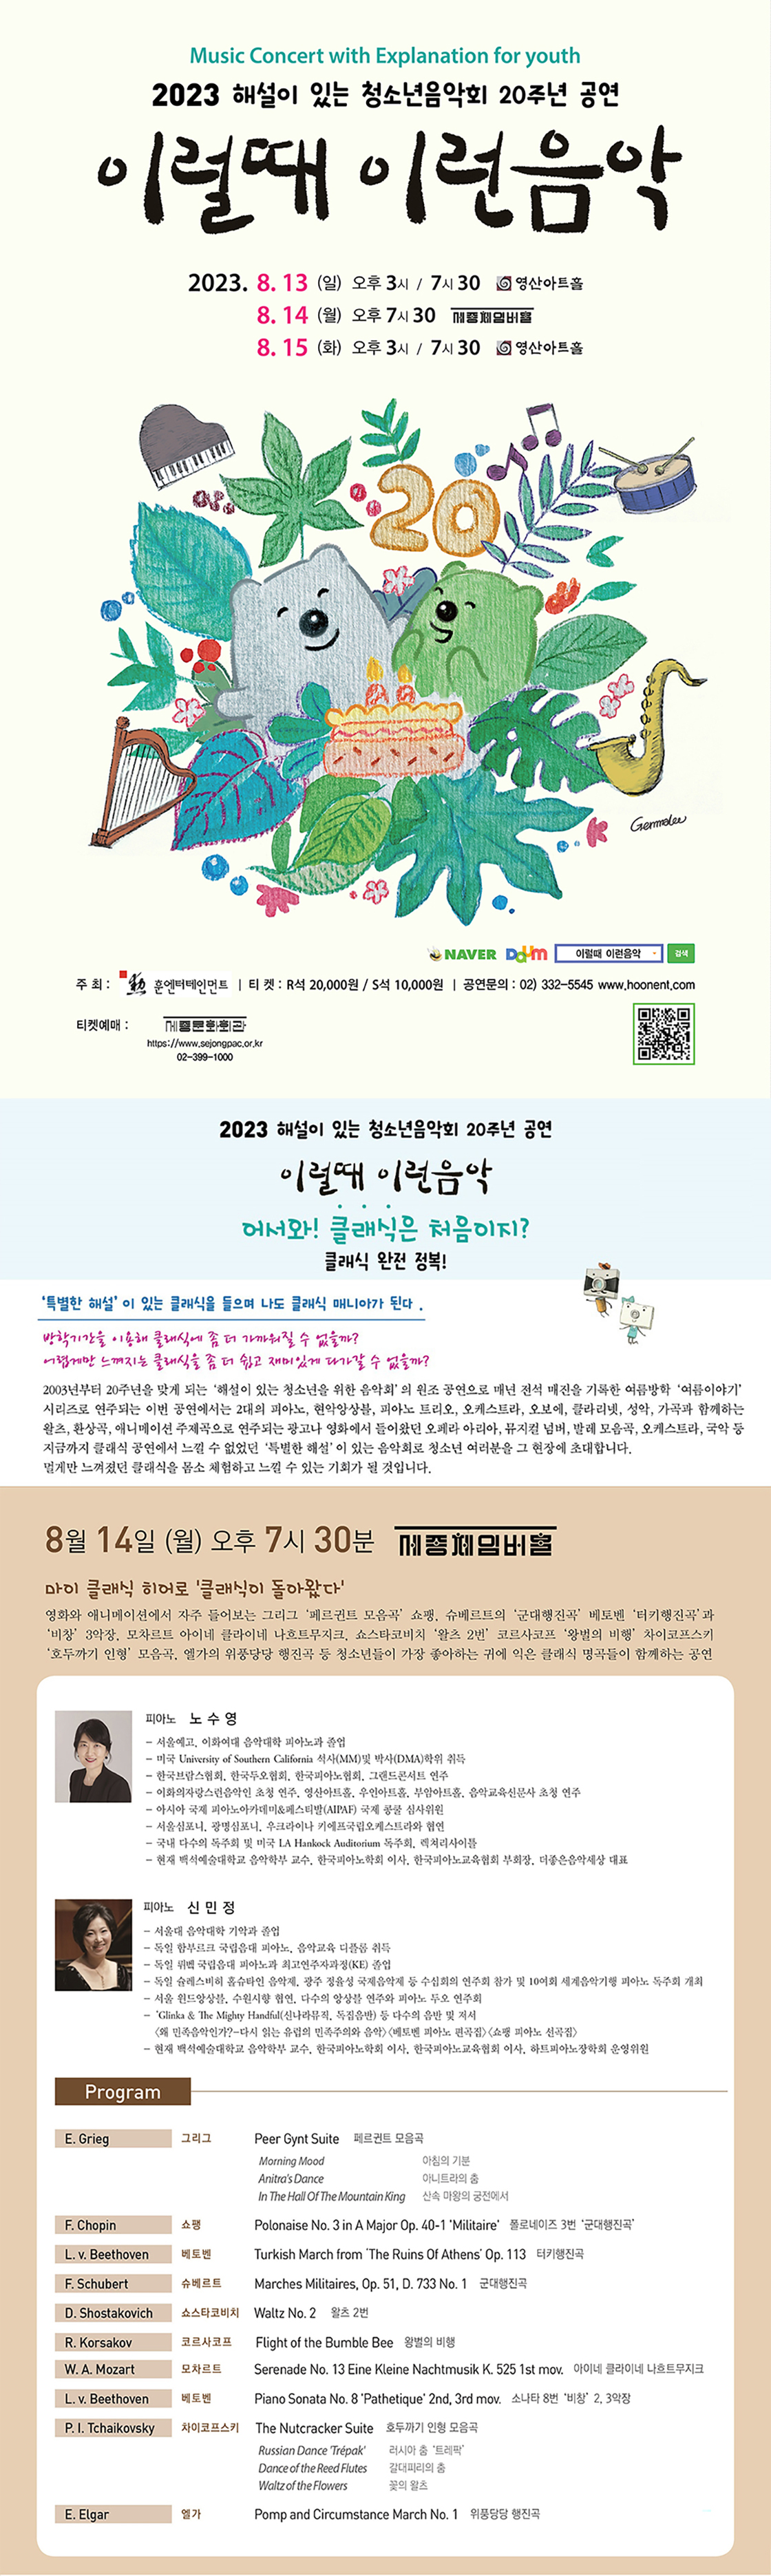 Music Concert with Explanation for youth
2023 해설이 있는 청소년음악회 20주년 공연
이럴때 이런음악
2023. 8. 13 (일) 오후 3시 / 7시 30 영산아트홀
8. 14 (월) 오후 7시 30 세종체임버홀
8. 15 (화) 오후 3시 / 7시 30 영산아트홀
20
Germelee
NAVER Daum 이럴때 이런음악 검색
주 최 : 훈엔터테인먼트 | 티 켓 : R석 20,000원 / S석 10,000원 | 공연문의 : 02) 332-5545 www.hoonent.com
티켓예매 : 세종문화회관
https://www.sejongpac.or.kr
02-399-1000
2023 해설이 있는 청소년음악회 20주년 공연
이럴때 이런음악
어서와! 클래식은 처음이지?
클래식 완전 정복!
‘특별한 해설’ 이 있는 클래식을 들으며 나도 클래식 매니아가 된다 .
방학기간을 이용해 클래식에 좀 더 가까워질 수 없을까?
어렵게만 느껴지는 클래식을 좀 더 쉽고 재미있게 다가갈 수 없을까?
2003년부터 20주년을 맞게 되는 ‘해설이 있는 청소년을 위한 음악회’ 의 원조 공연으로 매년 전석 매진을 기록한 여름방학 ‘여름이야기’
시리즈로 연주되는 이번 공연에서는 2대의 피아노, 현악앙상블, 피아노 트리오, 오케스트라, 오보에, 클라리넷, 성악, 가곡과 함께하는
왈츠, 환상곡, 애니메이션 주제곡으로 연주되는 광고나 영화에서 들어왔던 오페라 아리아, 뮤지컬 넘버, 발레 모음곡, 오케스트라, 국악 등
지금까지 클래식 공연에서 느낄 수 없었던 ‘특별한 해설’ 이 있는 음악회로 청소년 여러분을 그 현장에 초대합니다.
멀게만 느껴졌던 클래식을 몸소 체험하고 느낄 수 있는 기회가 될 것입니다.
8월 14일 (월) 오후 7시 30분 세종체임버홀
마이 클래식 히어로 '클래식이 돌아왔다'
영화와 애니메이션에서 자주 들어보는 그리그 ‘페르귄트 모음곡’ 쇼팽, 슈베르트의 ‘군대행진곡’ 베토벤 ‘터키행진곡’ 과
‘비창’ 3악장, 모차르트 아이네 클라이네 나흐트무지크, 쇼스타코비치 ‘왈츠 2번’ 코르사코프 ‘왕벌의 비행’ 차이코프스키
‘호두까기 인형’ 모음곡, 엘가의 위풍당당 행진곡 등 청소년들이 가장 좋아하는 귀에 익은 클래식 명곡들이 함께하는 공연
피아노 노 수 영
- 서울예고, 이화여대 음악대학 피아노과 졸업
- 미국 University of Southern California 석사(MM)및 박사(DMA)학위 취득
- 한국브람스협회, 한국두오협회, 한국피아노협회, 그랜드콘서트 연주
- 이화의자랑스런음악인 초청 연주, 영산아트홀, 우인아트홀, 부암아트홀, 음악교육신문사 초청 연주
- 아시아 국제 피아노아카데미&페스티발(AIPAF) 국제 콩쿨 심사위원
- 서울심포니, 광명심포니, 우크라이나 키예프국립오케스트라와 협연
- 국내 다수의 독주회 및 미국 LA Hankock Auditorium 독주회, 렉쳐리사이틀
- 현재 백석예술대학교 음악학부 교수, 한국피아노학회 이사, 한국피아노교육협회 부회장, 더좋은음악세상 대표
피아노 신 민 정
- 서울대 음악대학 기악과 졸업
- 독일 함부르크 국립음대 피아노, 음악교육 디플롬 취득
- 독일 뤼벡 국립음대 피아노과 최고연주자과정(KE) 졸업
- 독일 슐레스비히 홀슈타인 음악제, 광주 정율성 국제음악제 등 수십회의 연주회 참가 및 10여회 세계음악기행 피아노 독주회 개최
- 서울 윈드앙상블, 수원시향 협연, 다수의 앙상블 연주와 피아노 두오 연주회
- ‘Glinka & The Mighty Handful(신나라뮤직, 독집음반) 등 다수의 음반 및 저서
〈왜 민족음악인가?-다시 읽는 유럽의 민족주의와 음악〉〈베토벤 피아노 편곡집〉〈쇼팽 피아노 선곡집〉
- 현재 백석예술대학교 음악학부 교수, 한국피아노학회 이사, 한국피아노교육협회 이사, 하트피아노장학회 운영위원
Program
E. Grieg 그리그 Peer Gynt Suite 페르귄트 모음곡
Morning Mood 아침의 기분
Anitra's Dance 아니트라의 춤
In The Hall Of The Mountain King 산속 마왕의 궁전에서
F. Chopin 쇼팽 Polonaise No. 3 in A Major Op. 40-1 'Militaire' 폴로네이즈 3번 ‘군대행진곡’
L. v. Beethoven 베토벤 Turkish March from 'The Ruins Of Athens' Op. 113 터키행진곡
F. Schubert 슈베르트 Marches Militaires, Op. 51, D. 733 No. 1 군대행진곡
D. Shostakovich 쇼스타코비치 Waltz No. 2 왈츠 2번
R. Korsakov 코르사코프 Flight of the Bumble Bee 왕벌의 비행
W. A. Mozart 모차르트 Serenade No. 13 Eine Kleine Nachtmusik K. 525 1st mov. 아이네 클라이네 나흐트무지크
L. v. Beethoven 베토벤 Piano Sonata No. 8 'Pathetique' 2nd, 3rd mov. 소나타 8번 ‘비창’ 2, 3악장
P. I. Tchaikovsky 차이코프스키 The Nutcracker Suite 호두까기 인형 모음곡
Russian Dance 'Trépak' 러시아 춤 ‘트레팍’
Dance of the Reed Flutes 갈대피리의 춤
Waltz of the Flowers 꽃의 왈츠
E. Elgar 엘가 Pomp and Circumstance March No. 1 위풍당당 행진곡